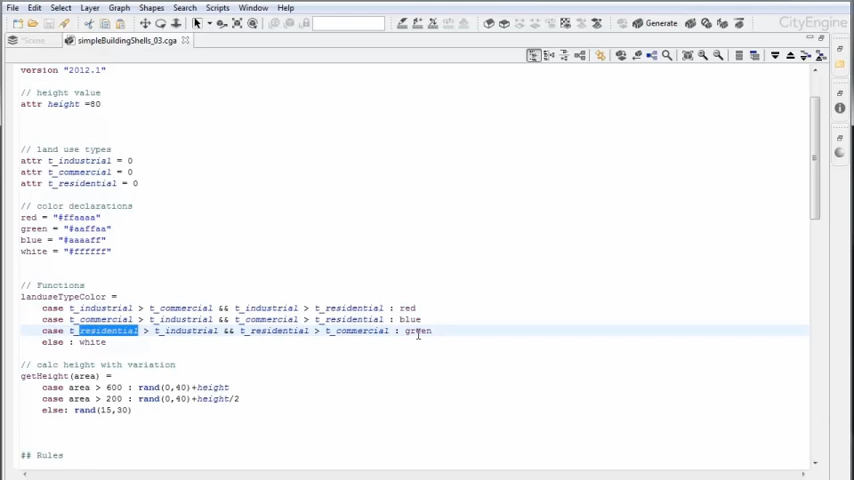 File Edit Layer Graph Shapes Search Scripts Window Help
Generate
CityEngine
*Scene
simpleBuildingShells_03.cga
version "2012.1"
// height value
attr height =80
// land use types
attr t_industrial = 0
attr t_commercial = 0
attr t_residential = 0
// color declarations
red = "#ffaaaa"
green = "#aaffaa"
blue = "#aaaaff"
white = "#ffffff"
// Functions
landuseTypeColor =
case t_industrial > t_commercial && t_industrial > t_residential : red
case t_commercial > t_industrial && t_commercial > t_residential : blue
case t_residential > t_industrial && t_residential > t_commercial : green
else : white
// calc height with variation
getHeight(area) =
case area > 600 : rand(0,40)+height
case area > 200 : rand(0,40)+height/2
else: rand(15,30)
## Rules